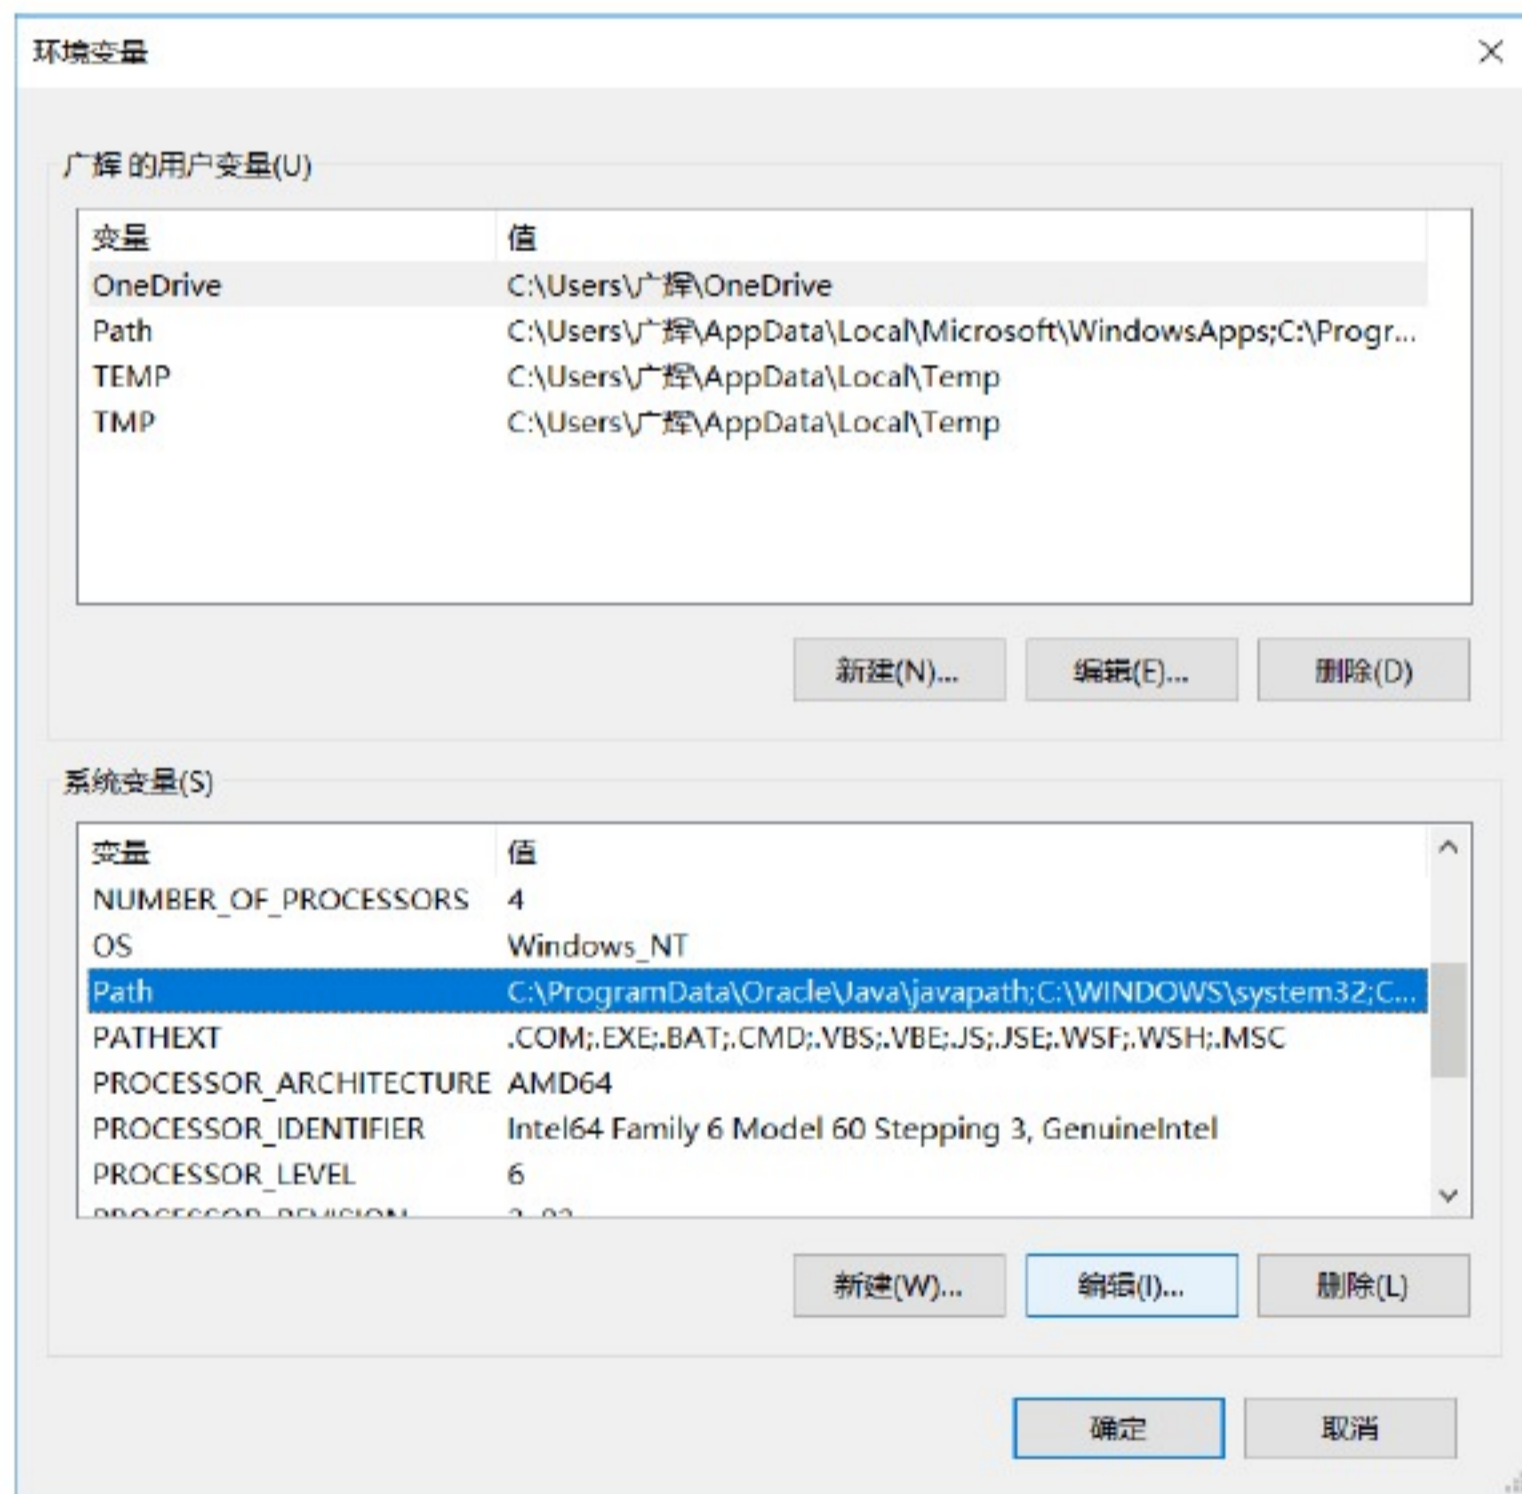 环境变量
广辉 的用户变量(U)
变量 值
OneDrive C:\Users\广辉\OneDrive
Path C:\Users\广辉\AppData\Local\Microsoft\WindowsApps;C:\Progr...
TEMP C:\Users\广辉\AppData\Local\Temp
TMP C:\Users\广辉\AppData\Local\Temp
新建(N)... 编辑(E)... 删除(D)
系统变量(S)
变量 值
NUMBER_OF_PROCESSORS 4
OS Windows_NT
Path C:\ProgramData\Oracle\Java\javapath;C:\WINDOWS\system32;C...
PATHEXT .COM;.EXE;.BAT;.CMD;.VBS;.VBE;.JS;.JSE;.WSF;.WSH;.MSC
PROCESSOR_ARCHITECTURE AMD64
PROCESSOR_IDENTIFIER Intel64 Family 6 Model 60 Stepping 3, GenuineIntel
PROCESSOR_LEVEL 6
PROCESSOR_REVISION
新建(W)... 编辑(I)... 删除(L)
确定 取消